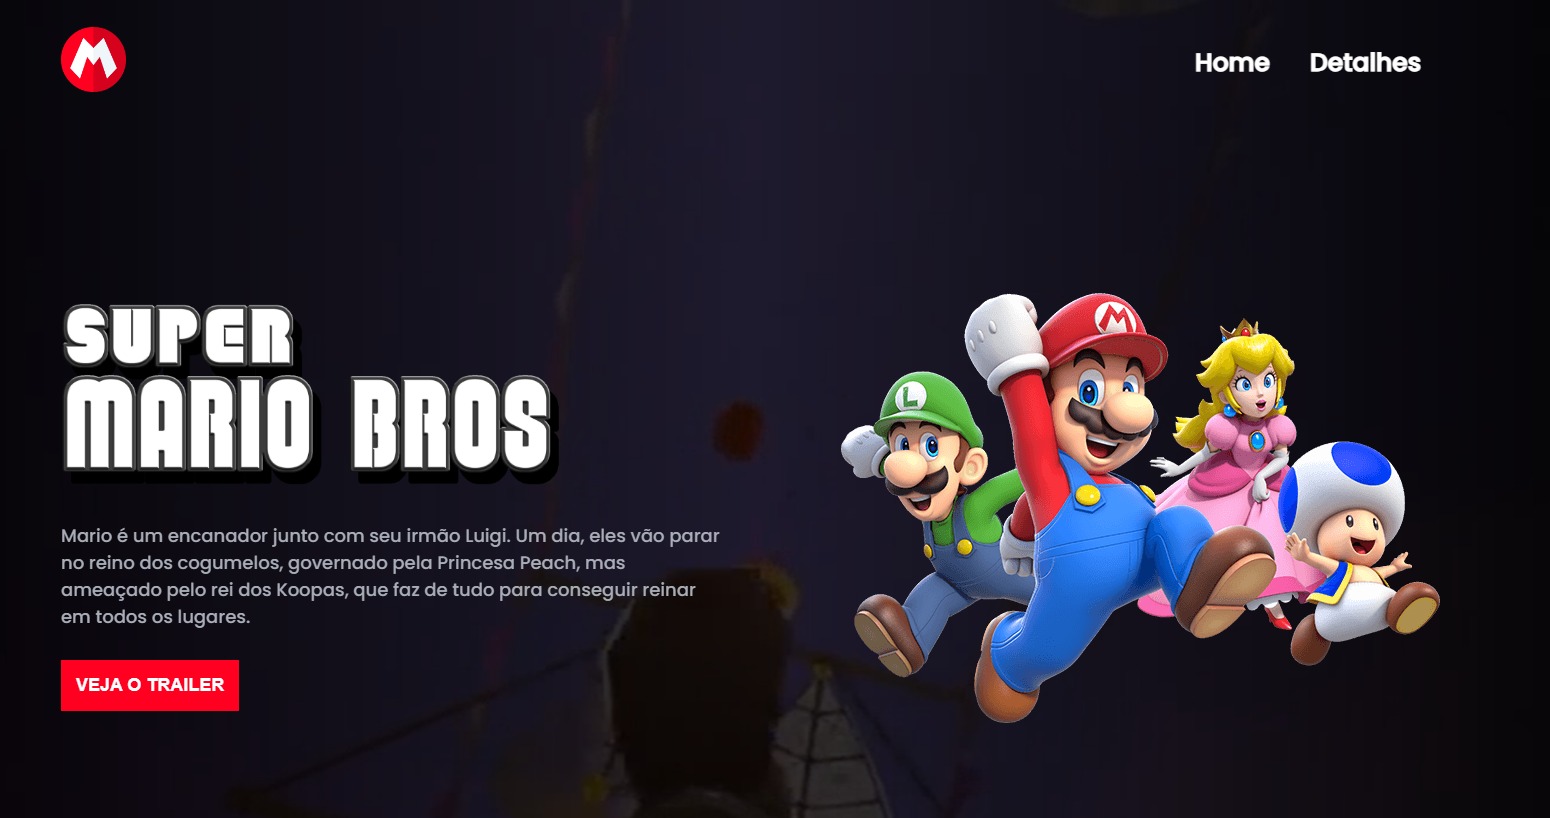 M
Home Detalhes
SUPER
MARIO BROS
M
L
Mario é um encanador junto com seu irmão Luigi. Um dia, eles vão parar
no reino dos cogumelos, governado pela Princesa Peach, mas
ameaçado pelo rei dos Koopas, que faz de tudo para conseguir reinar
em todos os lugares.
VEJA O TRAILER